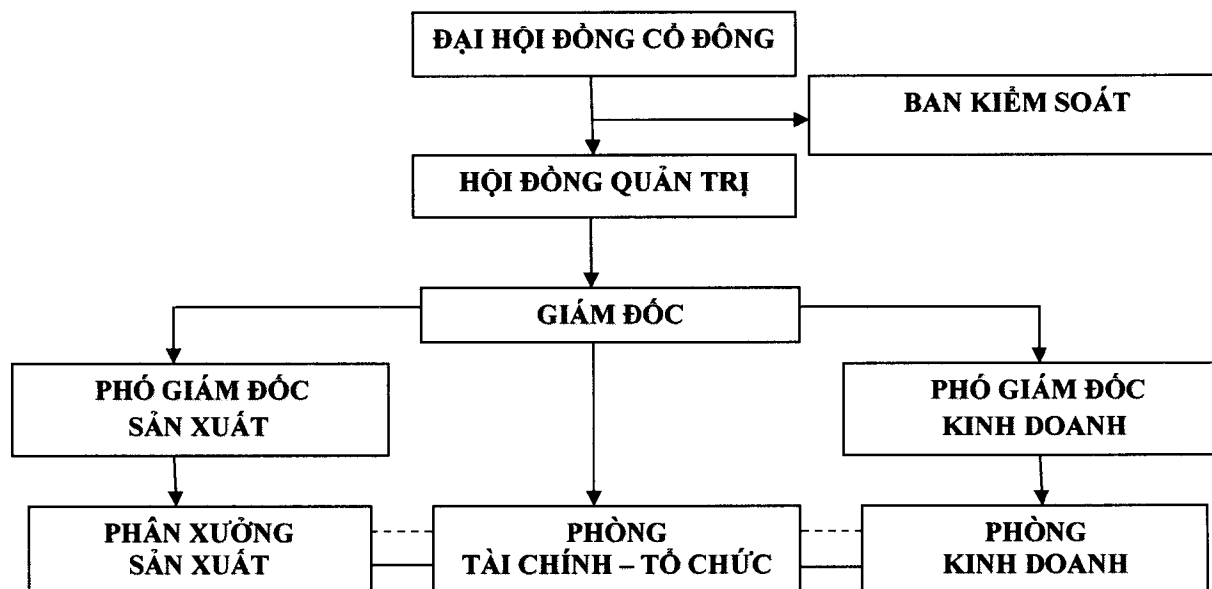 ĐẠI HỘI ĐỒNG CỔ ĐÔNG
BAN KIỂM SOÁT
HỘI ĐỒNG QUẢN TRỊ
GIÁM ĐỐC
PHÓ GIÁM ĐỐC
SẢN XUẤT
PHÓ GIÁM ĐỐC
KINH DOANH
PHÂN XƯỞNG
SẢN XUẤT
PHÒNG
TÀI CHÍNH – TỔ CHỨC
PHÒNG
KINH DOANH